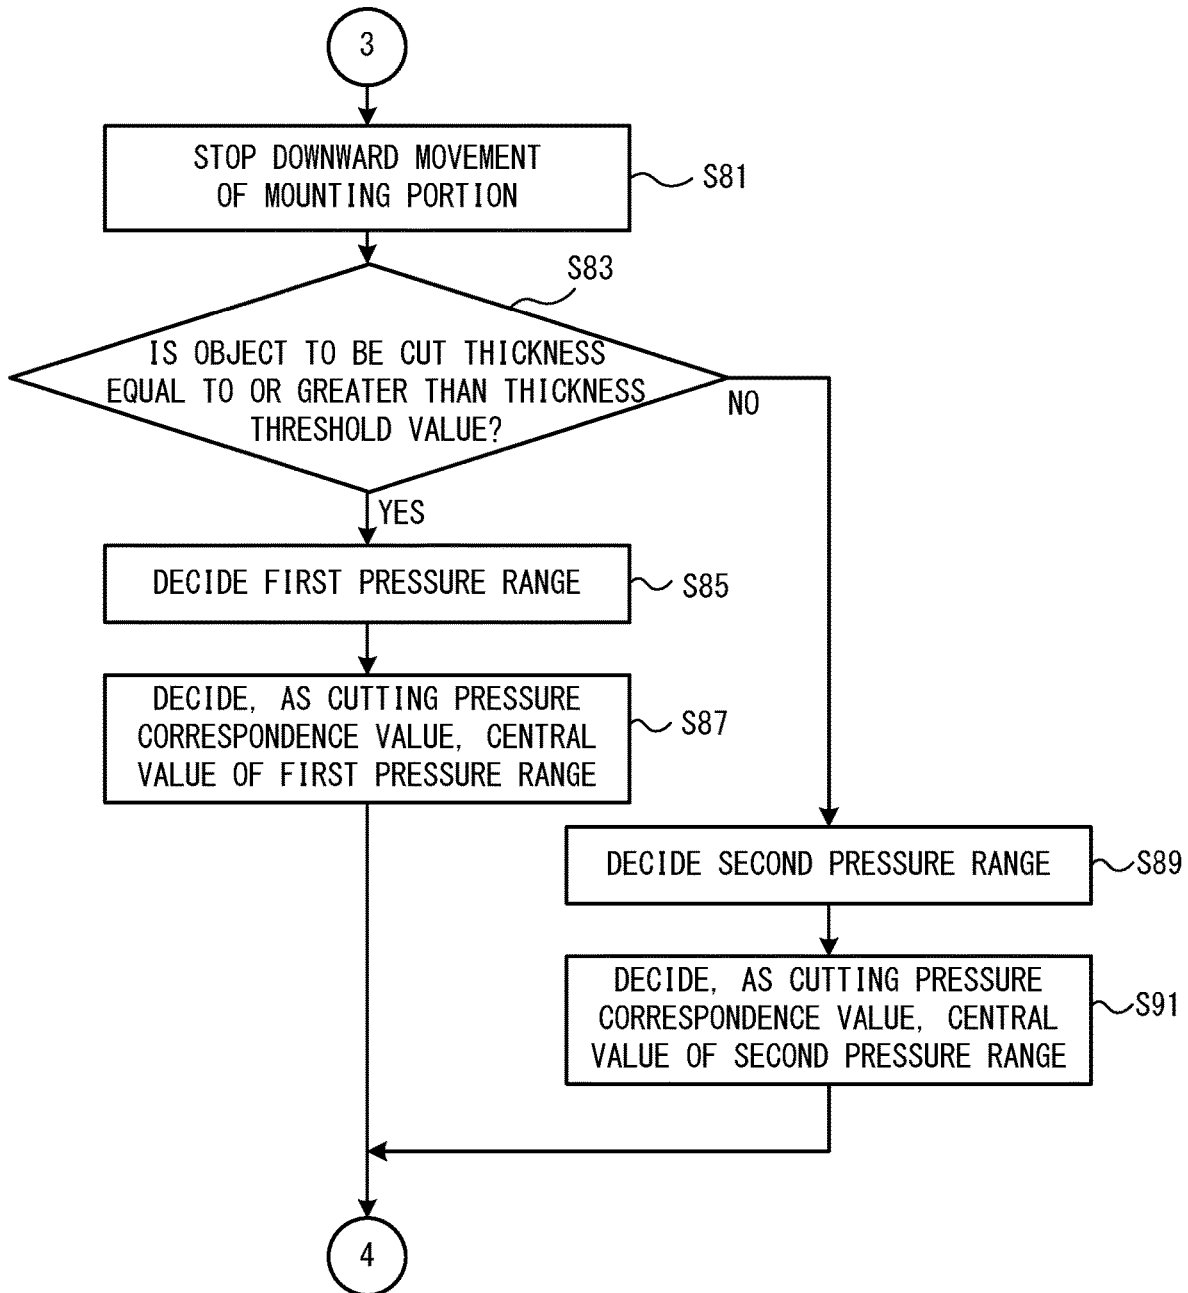 3
STOP DOWNWARD MOVEMENT
OF MOUNTING PORTION
S81
S83
IS OBJECT TO BE CUT THICKNESS
EQUAL TO OR GREATER THAN THICKNESS
THRESHOLD VALUE?
NO
YES
DECIDE FIRST PRESSURE RANGE
S85
DECIDE, AS CUTTING PRESSURE
CORRESPONDENCE VALUE, CENTRAL
VALUE OF FIRST PRESSURE RANGE
S87
DECIDE SECOND PRESSURE RANGE
S89
DECIDE, AS CUTTING PRESSURE
CORRESPONDENCE VALUE, CENTRAL
VALUE OF SECOND PRESSURE RANGE
S91
4